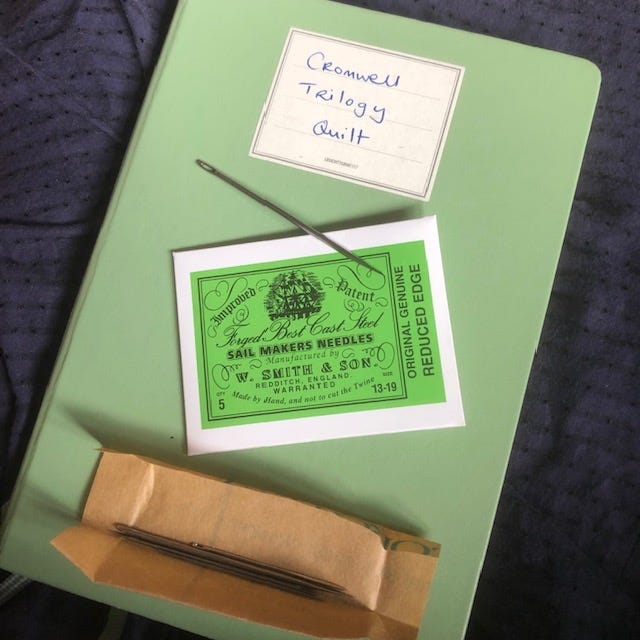 Cromwell
Trilogy
Quilt
LEUCHTTURM1917
Improved Patent
Forged Best Cast Steel
SAIL MAKERS NEEDLES
Manufactured by
W. SMITH & SON
REDDITCH, ENGLAND.
WARRANTED
Made by Hand, and not to cut the Twine
QTY
5
SIZE
13-19
ORIGINAL GENUINE
REDUCED EDGE